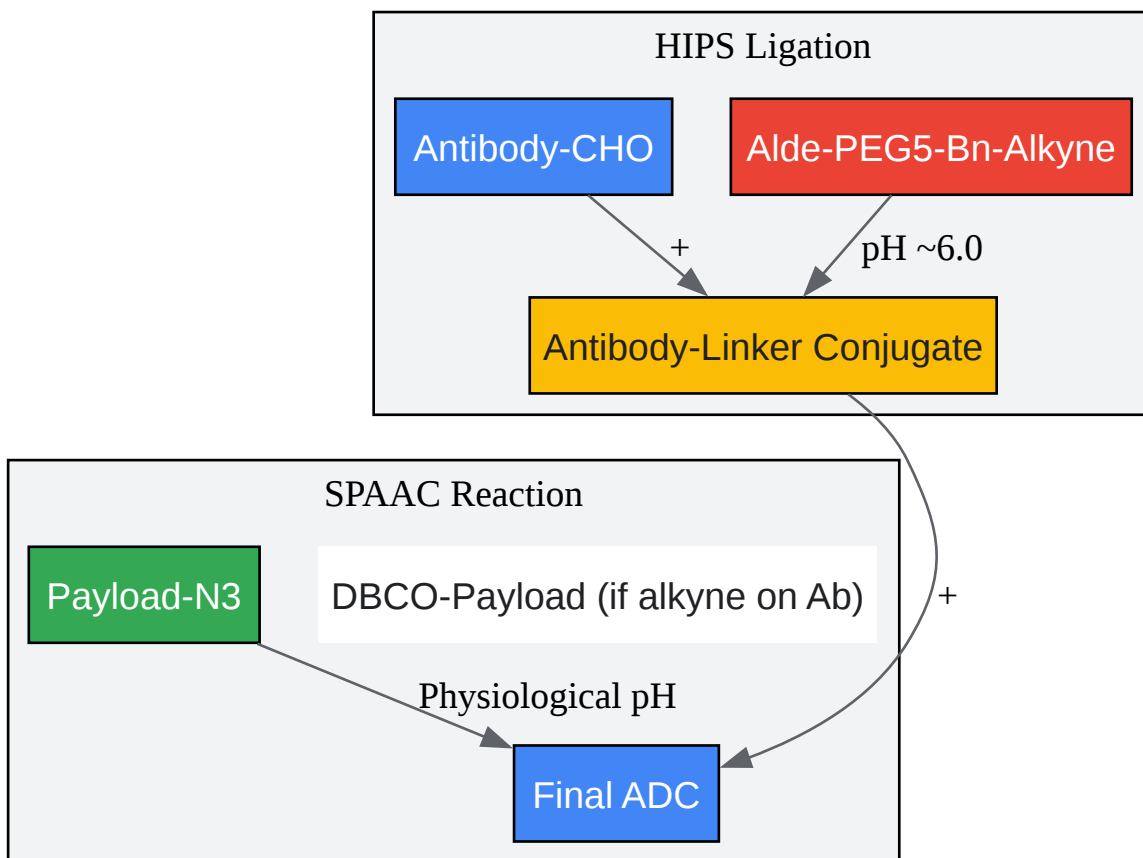 HIPS Ligation
Antibody-CHO
Alde-PEG5-Bn-Alkyne
+
pH ~6.0
Antibody-Linker Conjugate
SPAAC Reaction
Payload-N3
DBCO-Payload (if alkyne on Ab)
+
Physiological pH
Final ADC